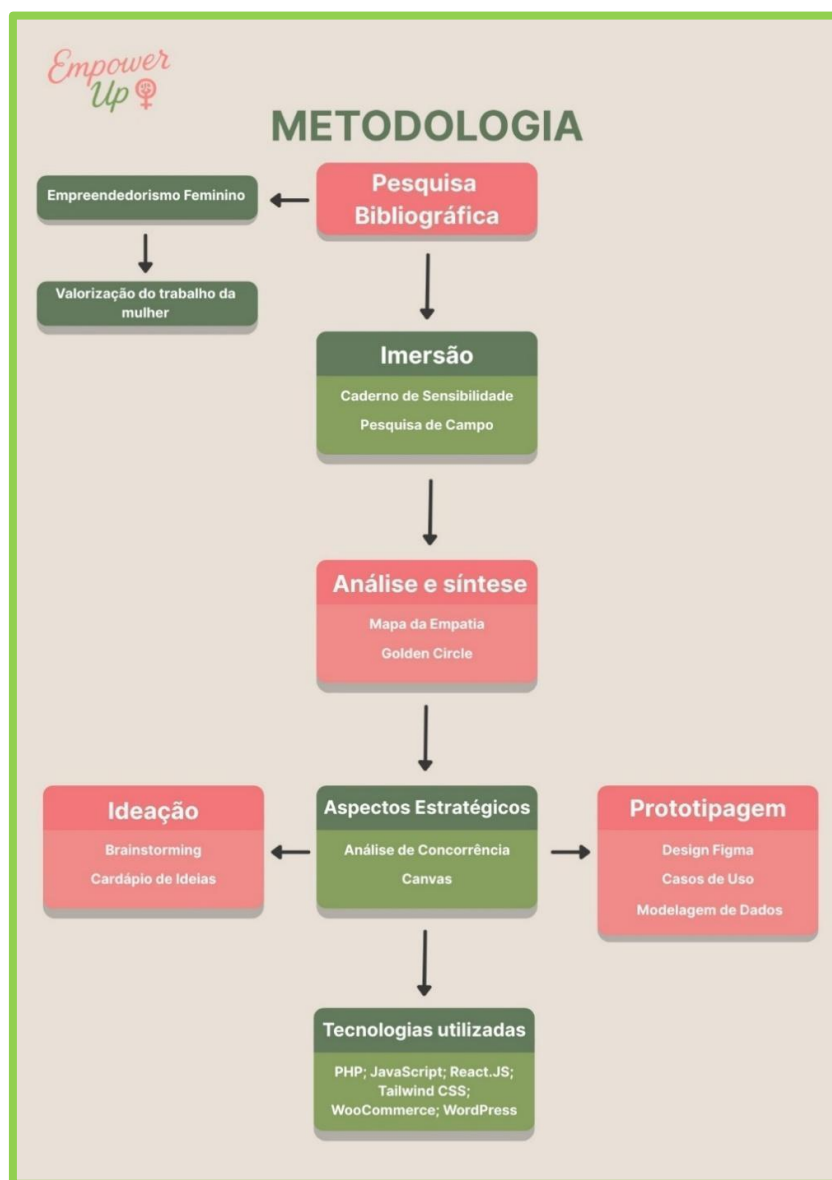 Empower
Up
METODOLOGIA
Empreendedorismo Feminino
Pesquisa
Bibliográfica
Valorização do trabalho da
mulher
Imersão
Caderno de Sensibilidade
Pesquisa de Campo
Análise e síntese
Mapa da Empatia
Golden Circle
Ideação
Brainstorming
Cardápio de Ideias
Aspectos Estratégicos
Análise de Concorrência
Canvas
Prototipagem
Design Figma
Casos de Uso
Modelagem de Dados
Tecnologias utilizadas
PHP; JavaScript; React.JS;
Tailwind CSS;
WooCommerce; WordPress